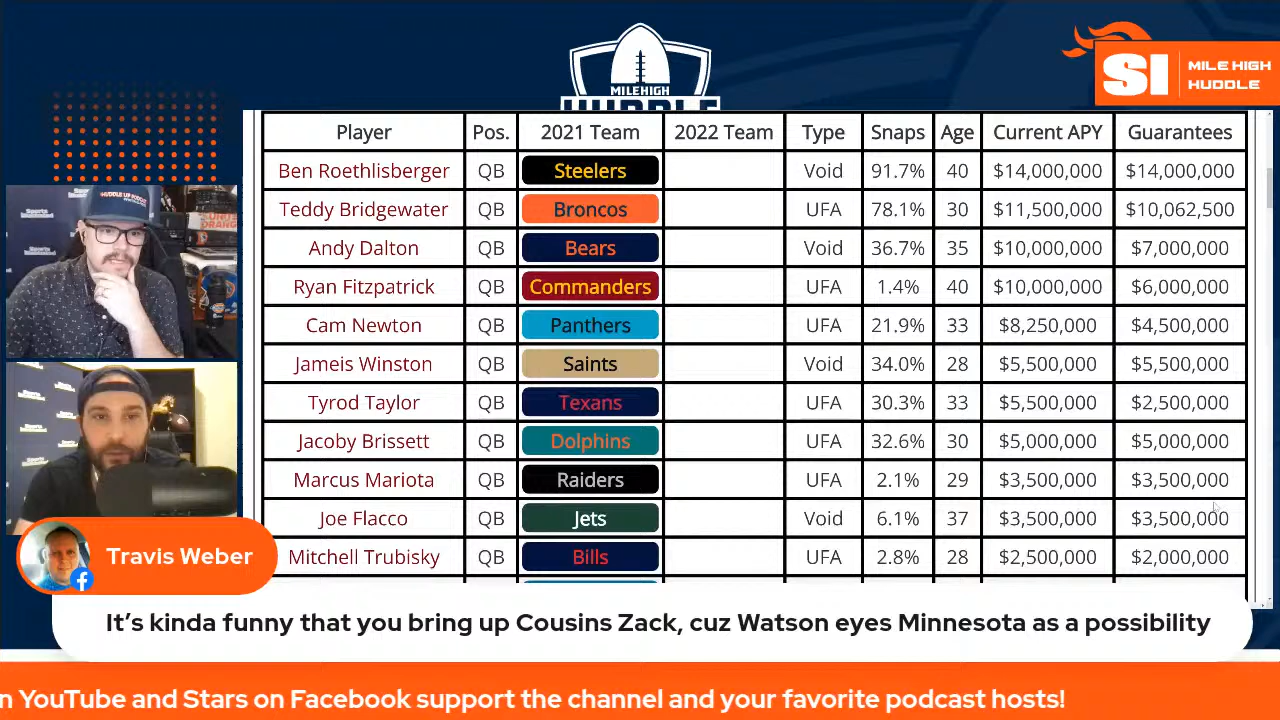 MILE HIGH
HUDDLE
SI
MILE HIGH
HUDDLE
Player Pos. 2021 Team 2022 Team Type Snaps Age Current APY Guarantees
Ben Roethlisberger QB Steelers Void 91.7% 40 $14,000,000 $14,000,000
Teddy Bridgewater QB Broncos UFA 78.1% 30 $11,500,000 $10,062,500
Andy Dalton QB Bears Void 36.7% 35 $10,000,000 $7,000,000
Ryan Fitzpatrick QB Commanders UFA 1.4% 40 $10,000,000 $6,000,000
Cam Newton QB Panthers UFA 21.9% 33 $8,250,000 $4,500,000
Jameis Winston QB Saints Void 34.0% 28 $5,500,000 $5,500,000
Tyrod Taylor QB Texans UFA 30.3% 33 $5,500,000 $2,500,000
Jacoby Brissett QB Dolphins UFA 32.6% 30 $5,000,000 $5,000,000
Marcus Mariota QB Raiders UFA 2.1% 29 $3,500,000 $3,500,000
Joe Flacco QB Jets Void 6.1% 37 $3,500,000 $3,500,000
Mitchell Trubisky QB Bills UFA 2.8% 28 $2,500,000 $2,000,000
Travis Weber
It's kinda funny that you bring up Cousins Zack, cuz Watson eyes Minnesota as a possibility
n YouTube and Stars on Facebook support the channel and your favorite podcast hosts!